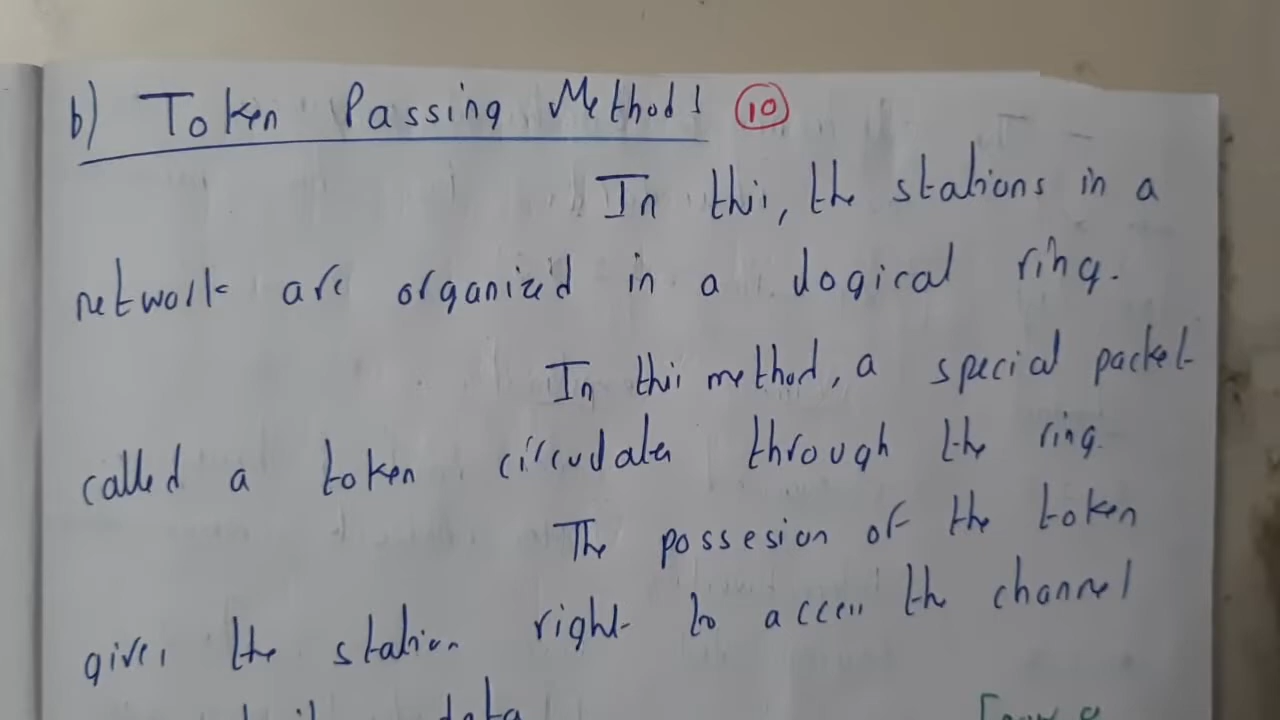 b) Token Passing Method: 10
In this, the stations in a
network are organized in a logical ring.
In this method, a special packet
called a token circulates through the ring.
The possesion of the token
gives the station right to access the channel
data